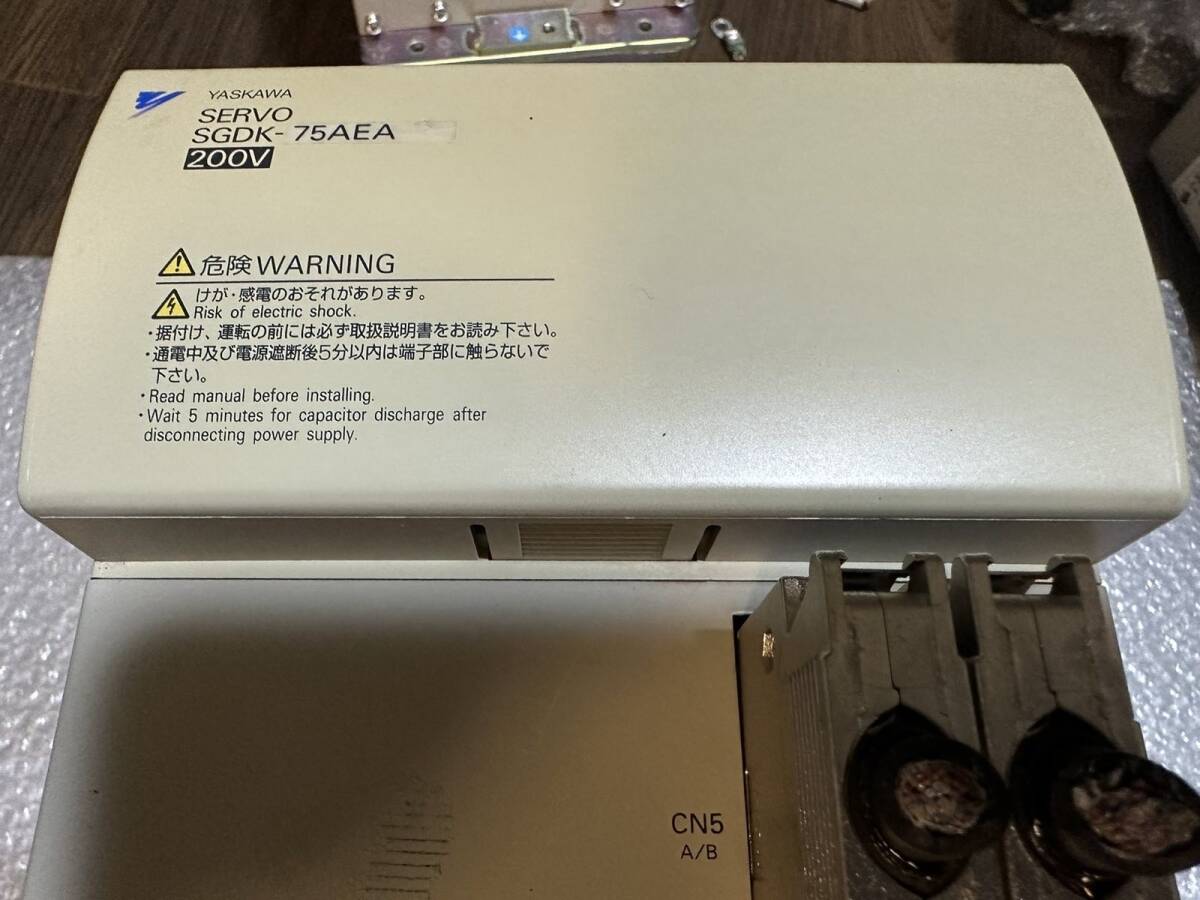 YASKAWA
SERVO
SGDK-75AEA
200V
危険 WARNING
けが・感電のおそれがあります。
Risk of electric shock.
・据付け、運転の前には必ず取扱説明書をお読み下さい。
・通電中及び電源遮断後5分以内は端子部に触らないで
下さい。
・Read manual before installing.
・Wait 5 minutes for capacitor discharge after
disconnecting power supply.
CN5
A/B